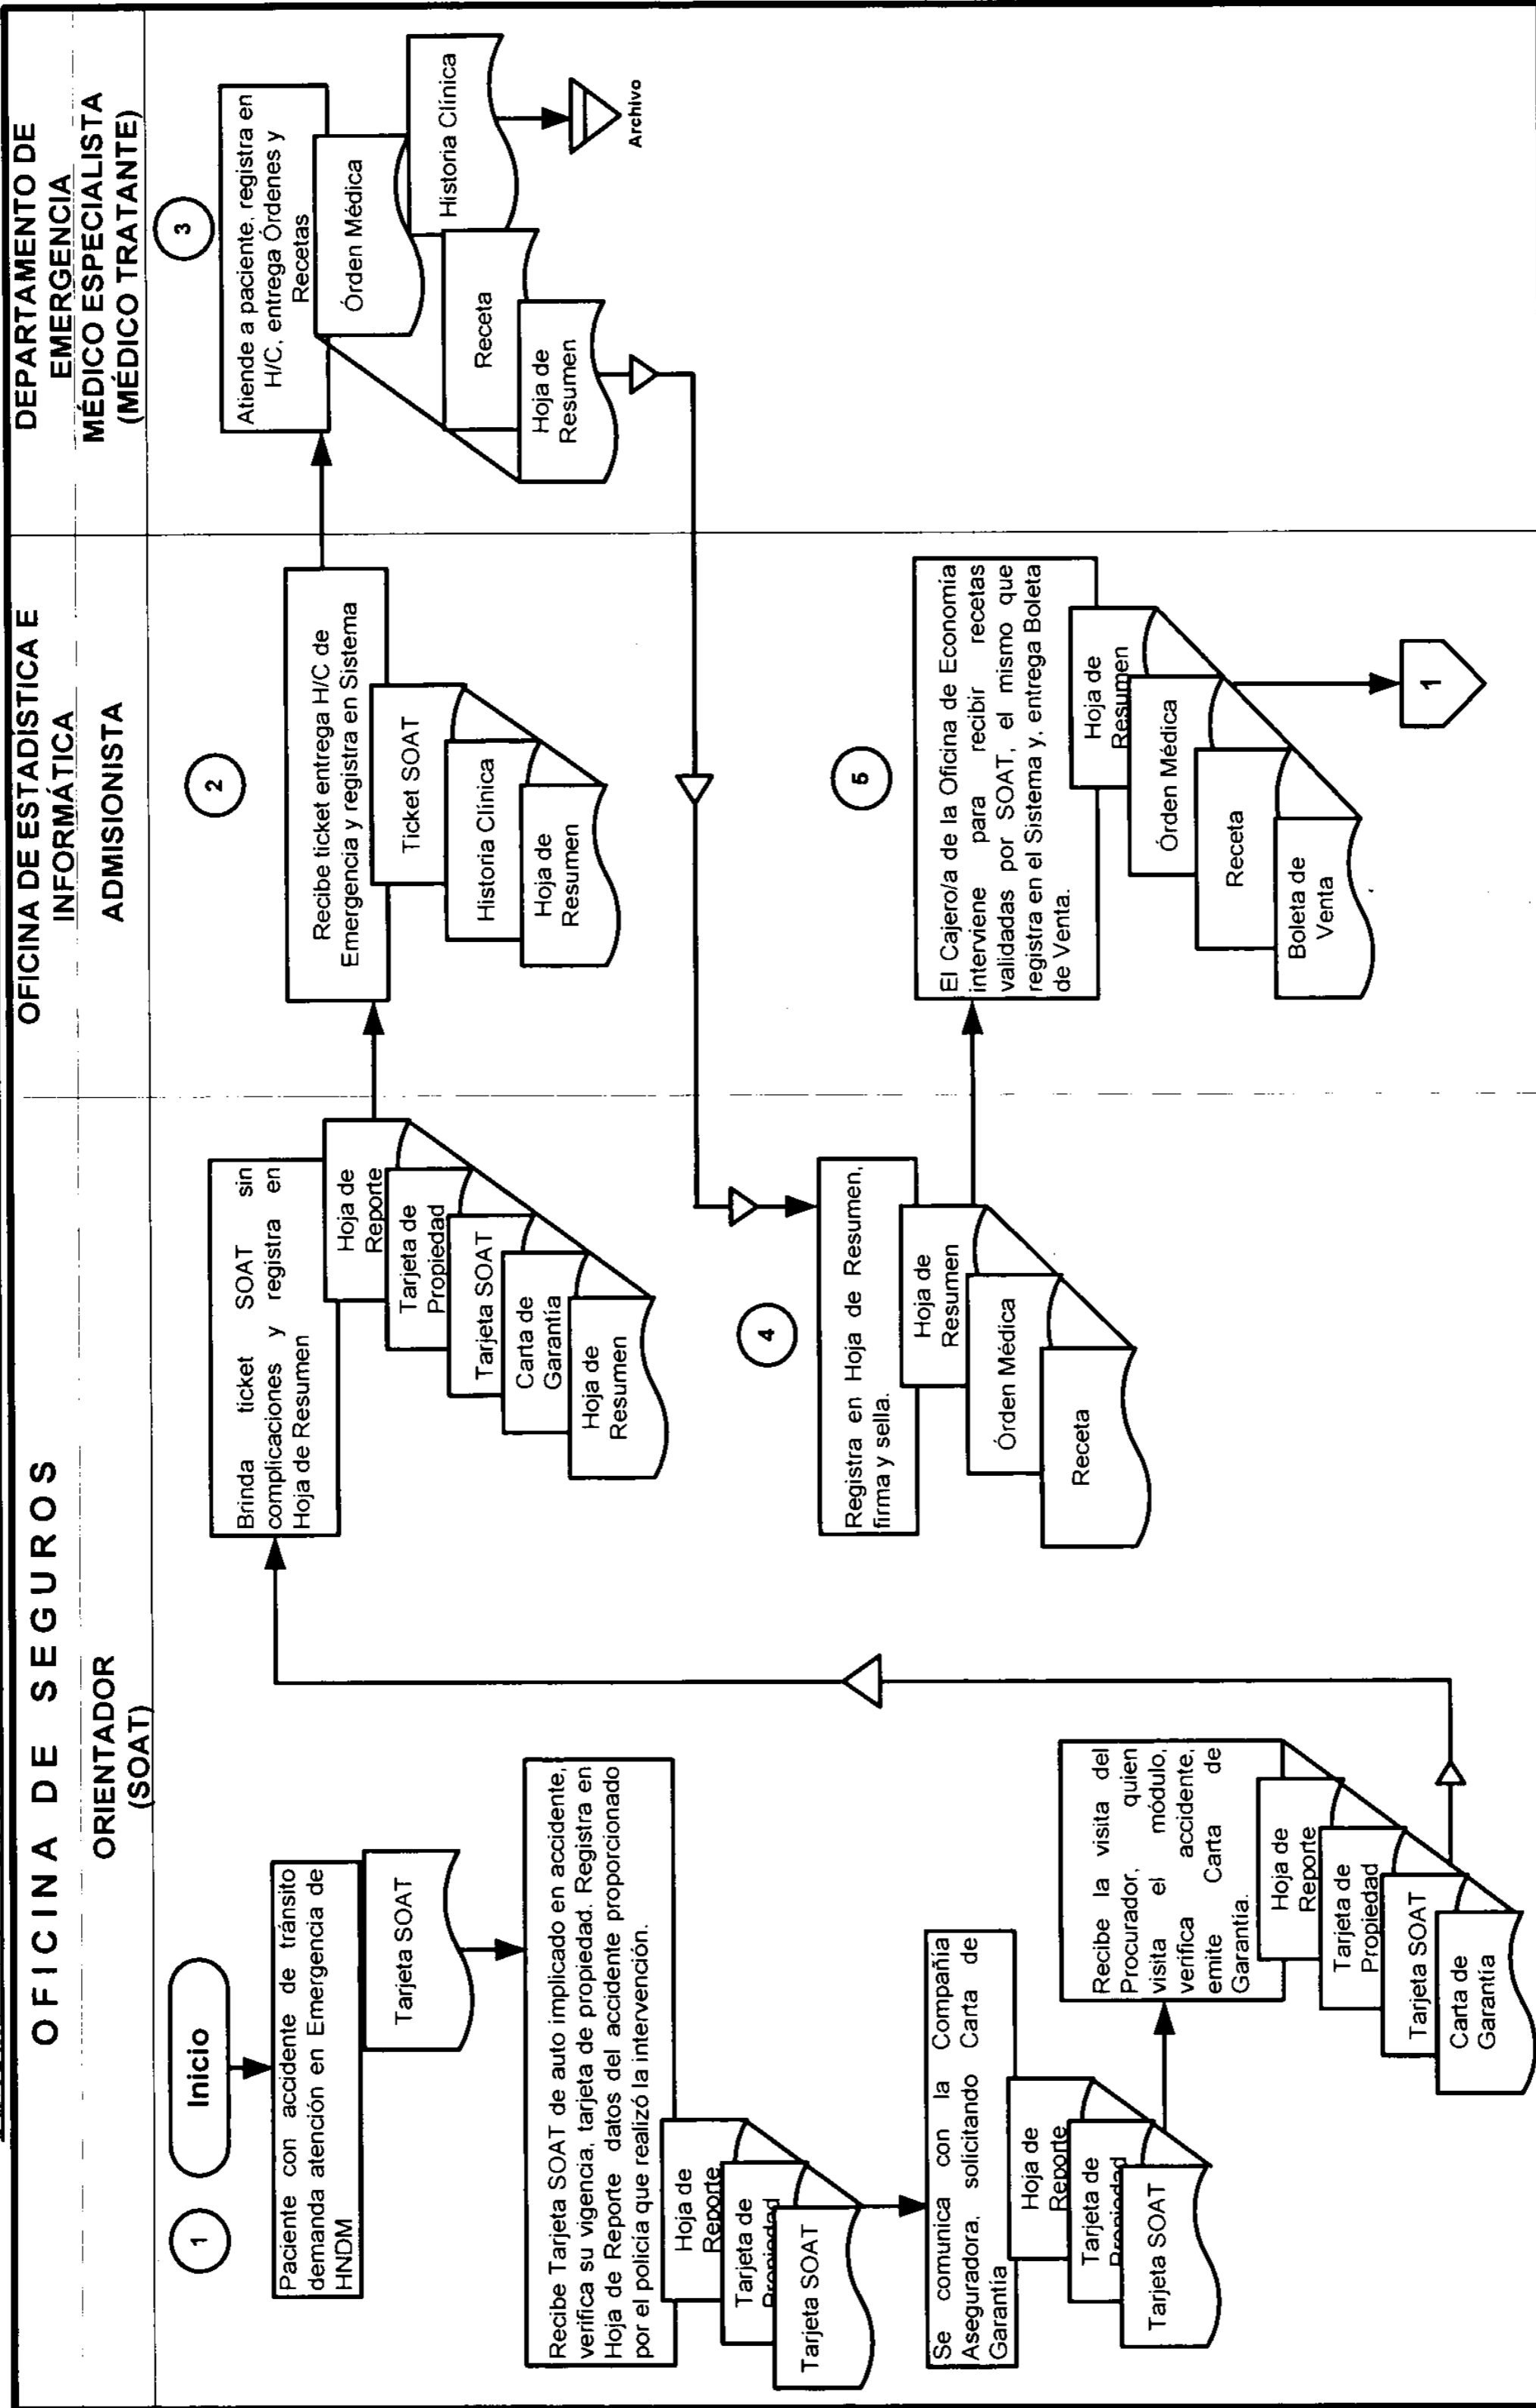 OFICINA DE SEGUROS
ORIENTADOR
(SOAT)
OFICINA DE ESTADÍSTICA E
INFORMÁTICA
ADMISIONISTA
DEPARTAMENTO DE
EMERGENCIA
MÉDICO ESPECIALISTA
(MÉDICO TRATANTE)
1
Inicio
Paciente con accidente de tránsito
demanda atención en Emergencia de
HNDM
Tarjeta SOAT
Recibe Tarjeta SOAT de auto implicado en accidente,
verifica su vigencia, tarjeta de propiedad. Registra en
Hoja de Reporte datos del accidente proporcionado
por el policía que realizó la intervención.
Hoja de
Reporte
Tarjeta de
Propiedad
Tarjeta SOAT
Se comunica con la Compañía
Aseguradora, solicitando Carta de
Garantía
Hoja de
Reporte
Tarjeta de
Propiedad
Tarjeta SOAT
Recibe la visita del
Procurador, quien
visita el módulo,
verifica accidente,
emite Carta de
Garantía.
Hoja de
Reporte
Tarjeta de
Propiedad
Tarjeta SOAT
Carta de
Garantía
Brinda ticket SOAT sin
complicaciones y registra en
Hoja de Resumen
Hoja de
Reporte
Tarjeta de
Propiedad
Tarjeta SOAT
Carta de
Garantía
Hoja de
Resumen
2
Recibe ticket entrega H/C de
Emergencia y registra en Sistema
Ticket SOAT
Historia Clínica
Hoja de
Resumen
3
Atiende a paciente, registra en
H/C, entrega Órdenes y
Recetas
Órden Médica
Historia Clínica
Receta
Hoja de
Resumen
Archivo
4
Registra en Hoja de Resumen,
firma y sella.
Hoja de
Resumen
Órden Médica
Receta
5
El Cajero/a de la Oficina de Economía
interviene para recibir recetas
validadas por SOAT, el mismo que
registra en el Sistema y, entrega Boleta
de Venta.
Hoja de
Resumen
Órden Médica
Receta
Boleta de
Venta
1